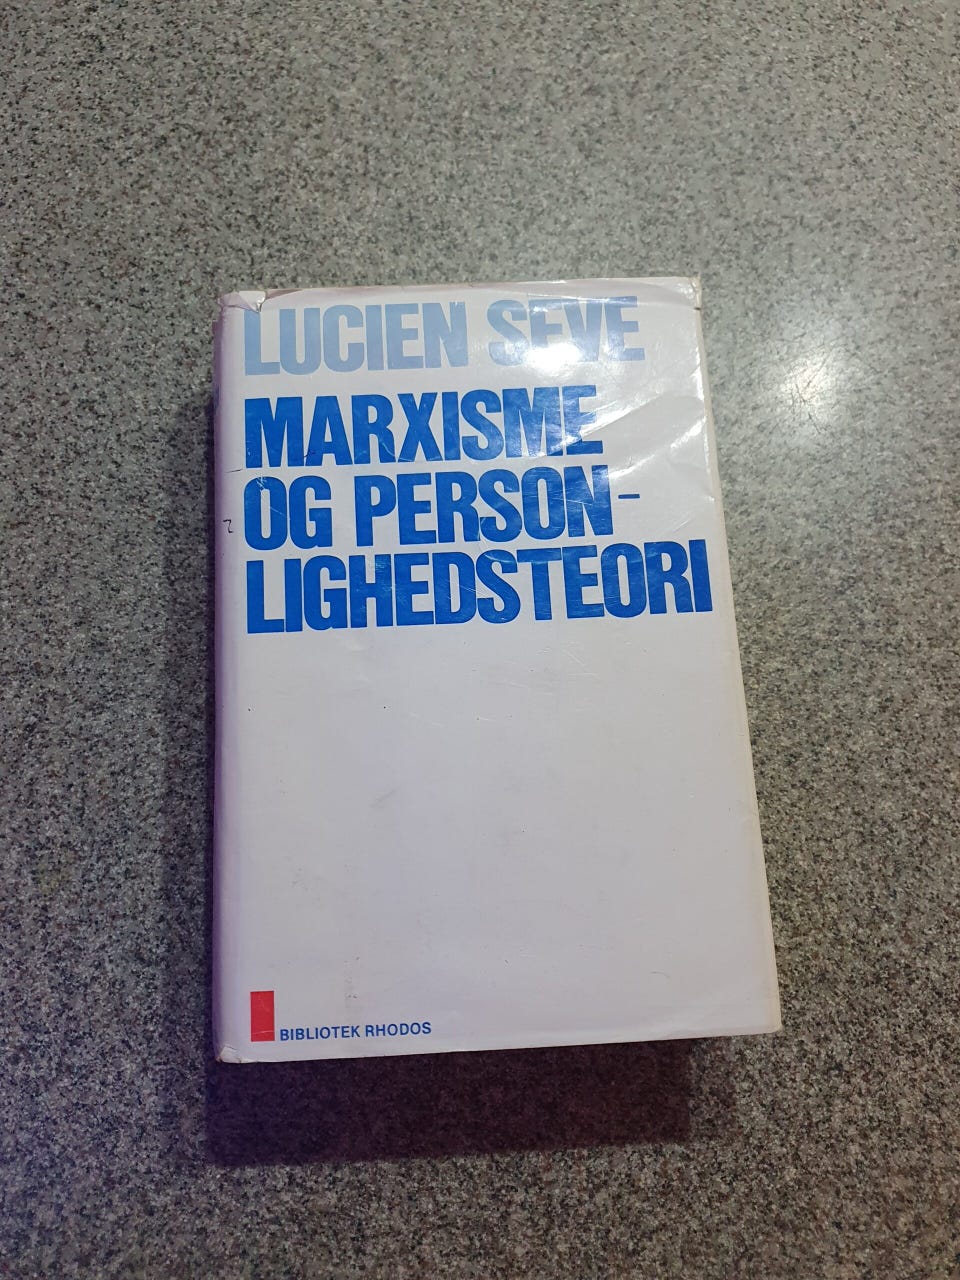 LUCIEN SEVE
MARXISME
OG PERSON-
LIGHEDSTEORI
BIBLIOTEK RHODOS